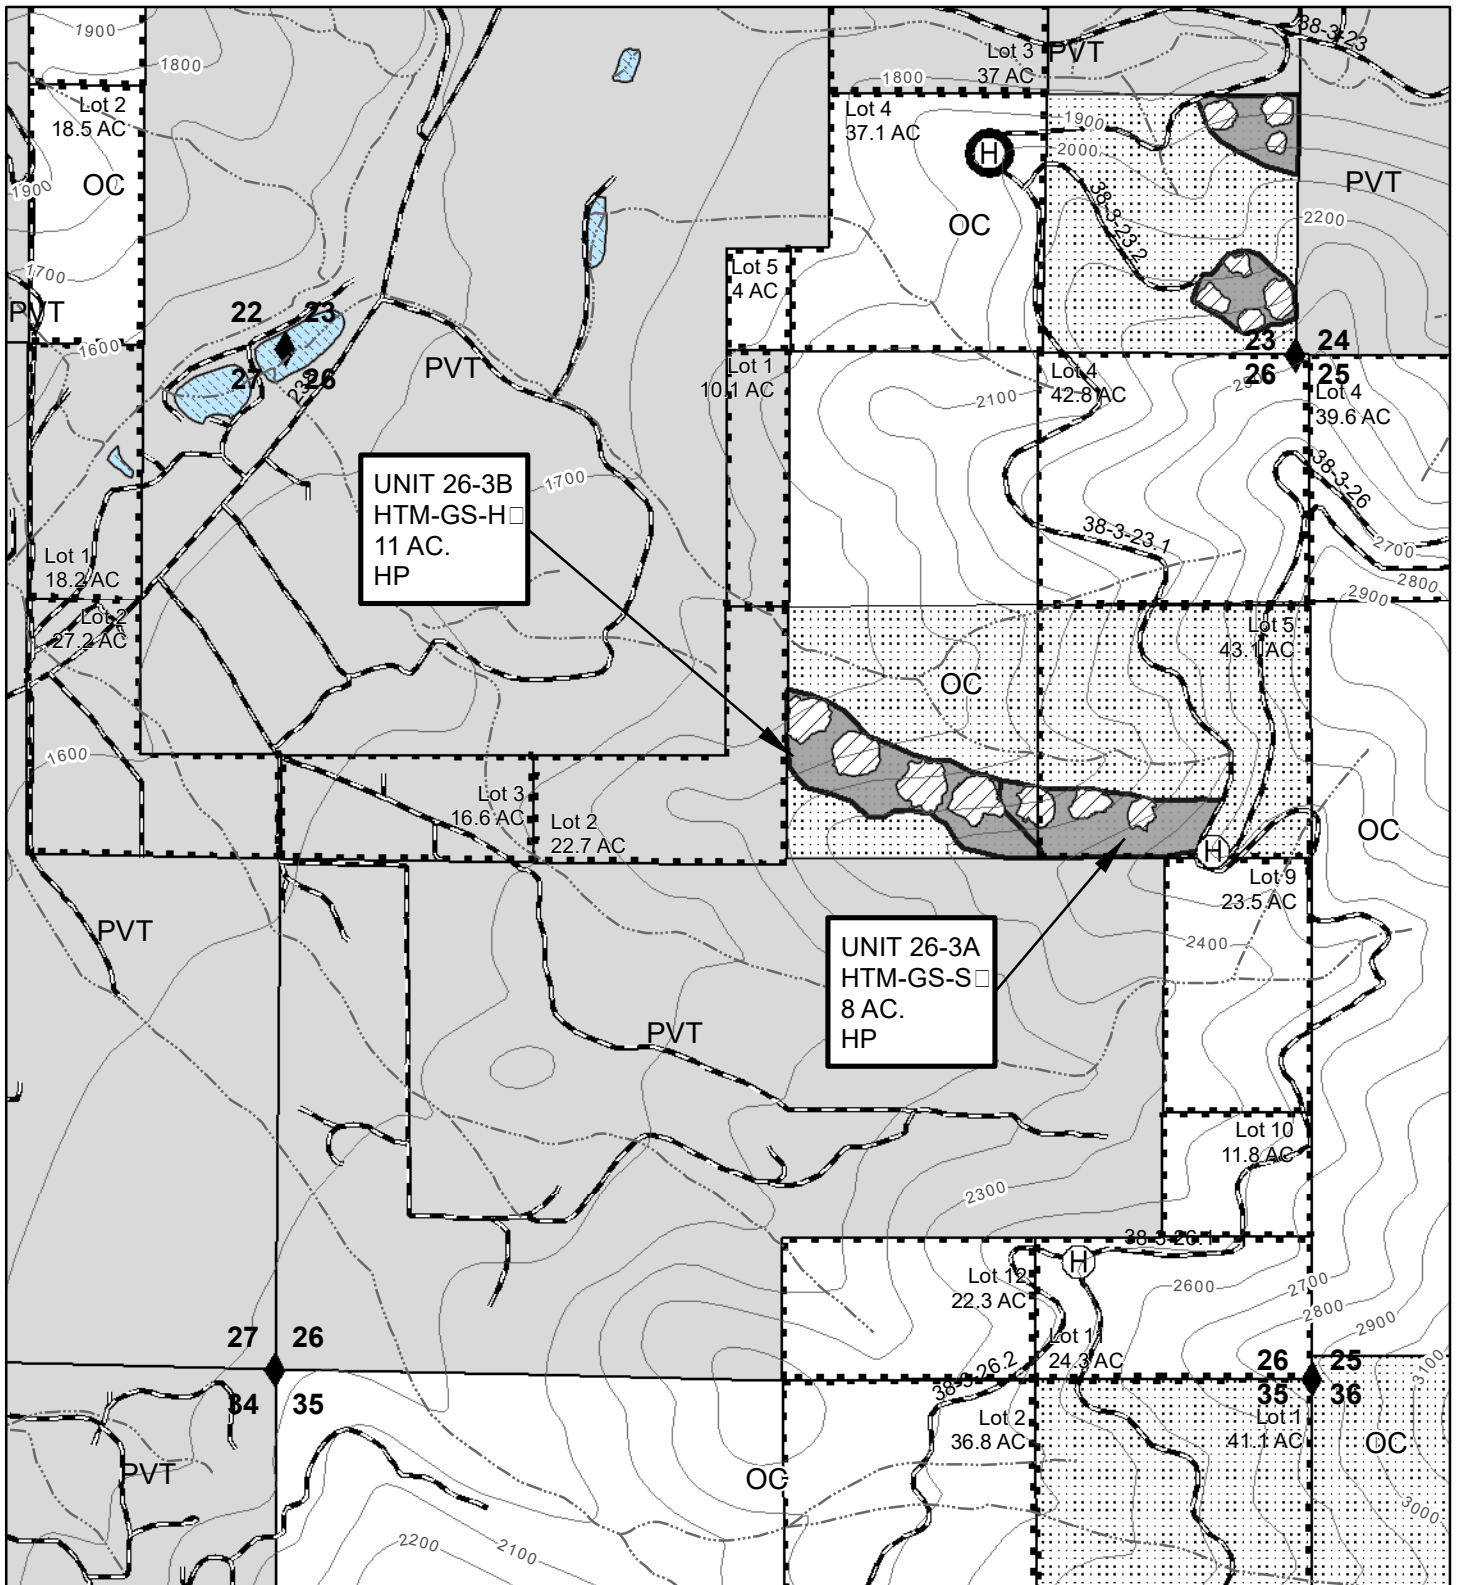 1900
1800
Lot 2
18.5 AC
OC
1900
1700
PVT
1600
22
23
27
26
PVT
Lot 3
37 AC
PVT
38-3-23
1800
Lot 4
37.1 AC
H
1900
2000
38-3-23.2
OC
PVT
2200
Lot 5
4 AC
23
24
26
25
Lot 1
10.1 AC
Lot 4
42.8 AC
2100
Lot 4
39.6 AC
UNIT 26-3B
HTM-GS-H□
11 AC.
HP
1700
38-3-26
38-3-23.1
2700
2800
2900
Lot 1
18.2 AC
Lot 2
27.2 AC
Lot 5
43.1 AC
OC
1600
Lot 3
16.6 AC
Lot 2
22.7 AC
OC
H
Lot 9
23.5 AC
PVT
UNIT 26-3A
HTM-GS-S□
8 AC.
HP
2400
PVT
Lot 10
11.8 AC
2300
38-3-26.1
H
Lot 12
22.3 AC
2600
2700
2800
2900
27
26
34
35
Lot 11
24.3 AC
26
25
35
36
3100
38-3-26.2
Lot 2
36.8 AC
Lot 1
41.1 AC
OC
PVT
OC
3000
2200
2100